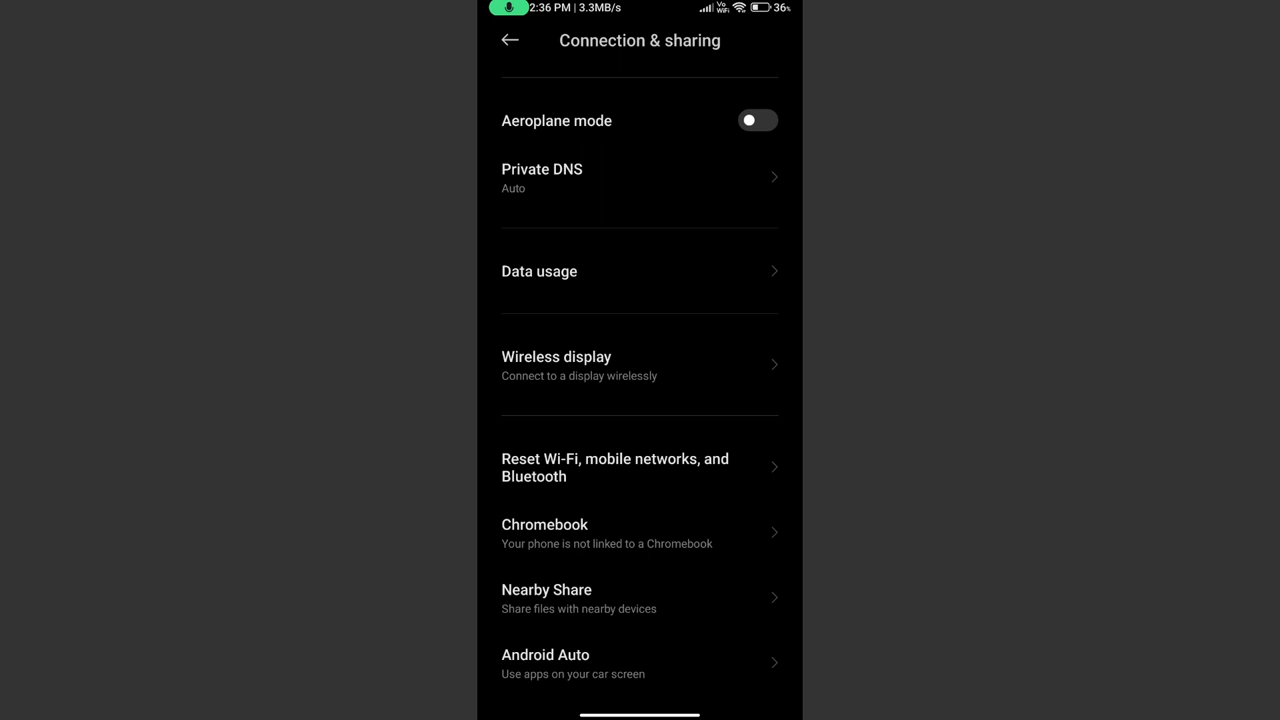 2:36 PM | 3.3MB/s Vo WiFi 36%
Connection & sharing
Aeroplane mode
Private DNS
Auto
Data usage
Wireless display
Connect to a display wirelessly
Reset Wi-Fi, mobile networks, and
Bluetooth
Chromebook
Your phone is not linked to a Chromebook
Nearby Share
Share files with nearby devices
Android Auto
Use apps on your car screen